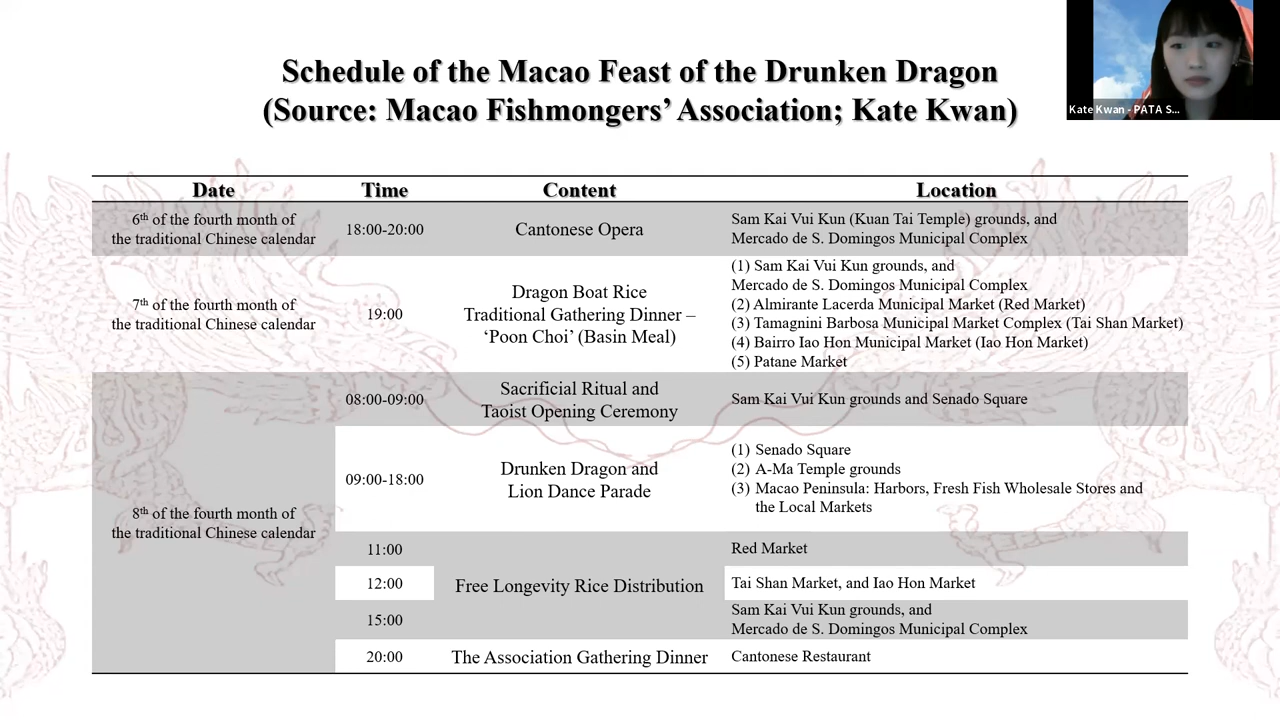 Schedule of the Macao Feast of the Drunken Dragon
(Source: Macao Fishmongers' Association; Kate Kwan)
Kate Kwan - PATA S...
Date Time Content Location
6th of the fourth month of
the traditional Chinese calendar
18:00-20:00
Cantonese Opera
Sam Kai Vui Kun (Kuan Tai Temple) grounds, and
Mercado de S. Domingos Municipal Complex
7th of the fourth month of
the traditional Chinese calendar
19:00
Dragon Boat Rice
Traditional Gathering Dinner –
'Poon Choi' (Basin Meal)
(1) Sam Kai Vui Kun grounds, and
Mercado de S. Domingos Municipal Complex
(2) Almirante Lacerda Municipal Market (Red Market)
(3) Tamagnini Barbosa Municipal Market Complex (Tai Shan Market)
(4) Bairro Iao Hon Municipal Market (Iao Hon Market)
(5) Patane Market
8th of the fourth month of
the traditional Chinese calendar
08:00-09:00
Sacrificial Ritual and
Taoist Opening Ceremony
Sam Kai Vui Kun grounds and Senado Square
09:00-18:00
Drunken Dragon and
Lion Dance Parade
(1) Senado Square
(2) A-Ma Temple grounds
(3) Macao Peninsula: Harbors, Fresh Fish Wholesale Stores and
the Local Markets
Free Longevity Rice Distribution
11:00
Red Market
12:00
Tai Shan Market, and Iao Hon Market
15:00
Sam Kai Vui Kun grounds, and
Mercado de S. Domingos Municipal Complex
20:00
The Association Gathering Dinner
Cantonese Restaurant